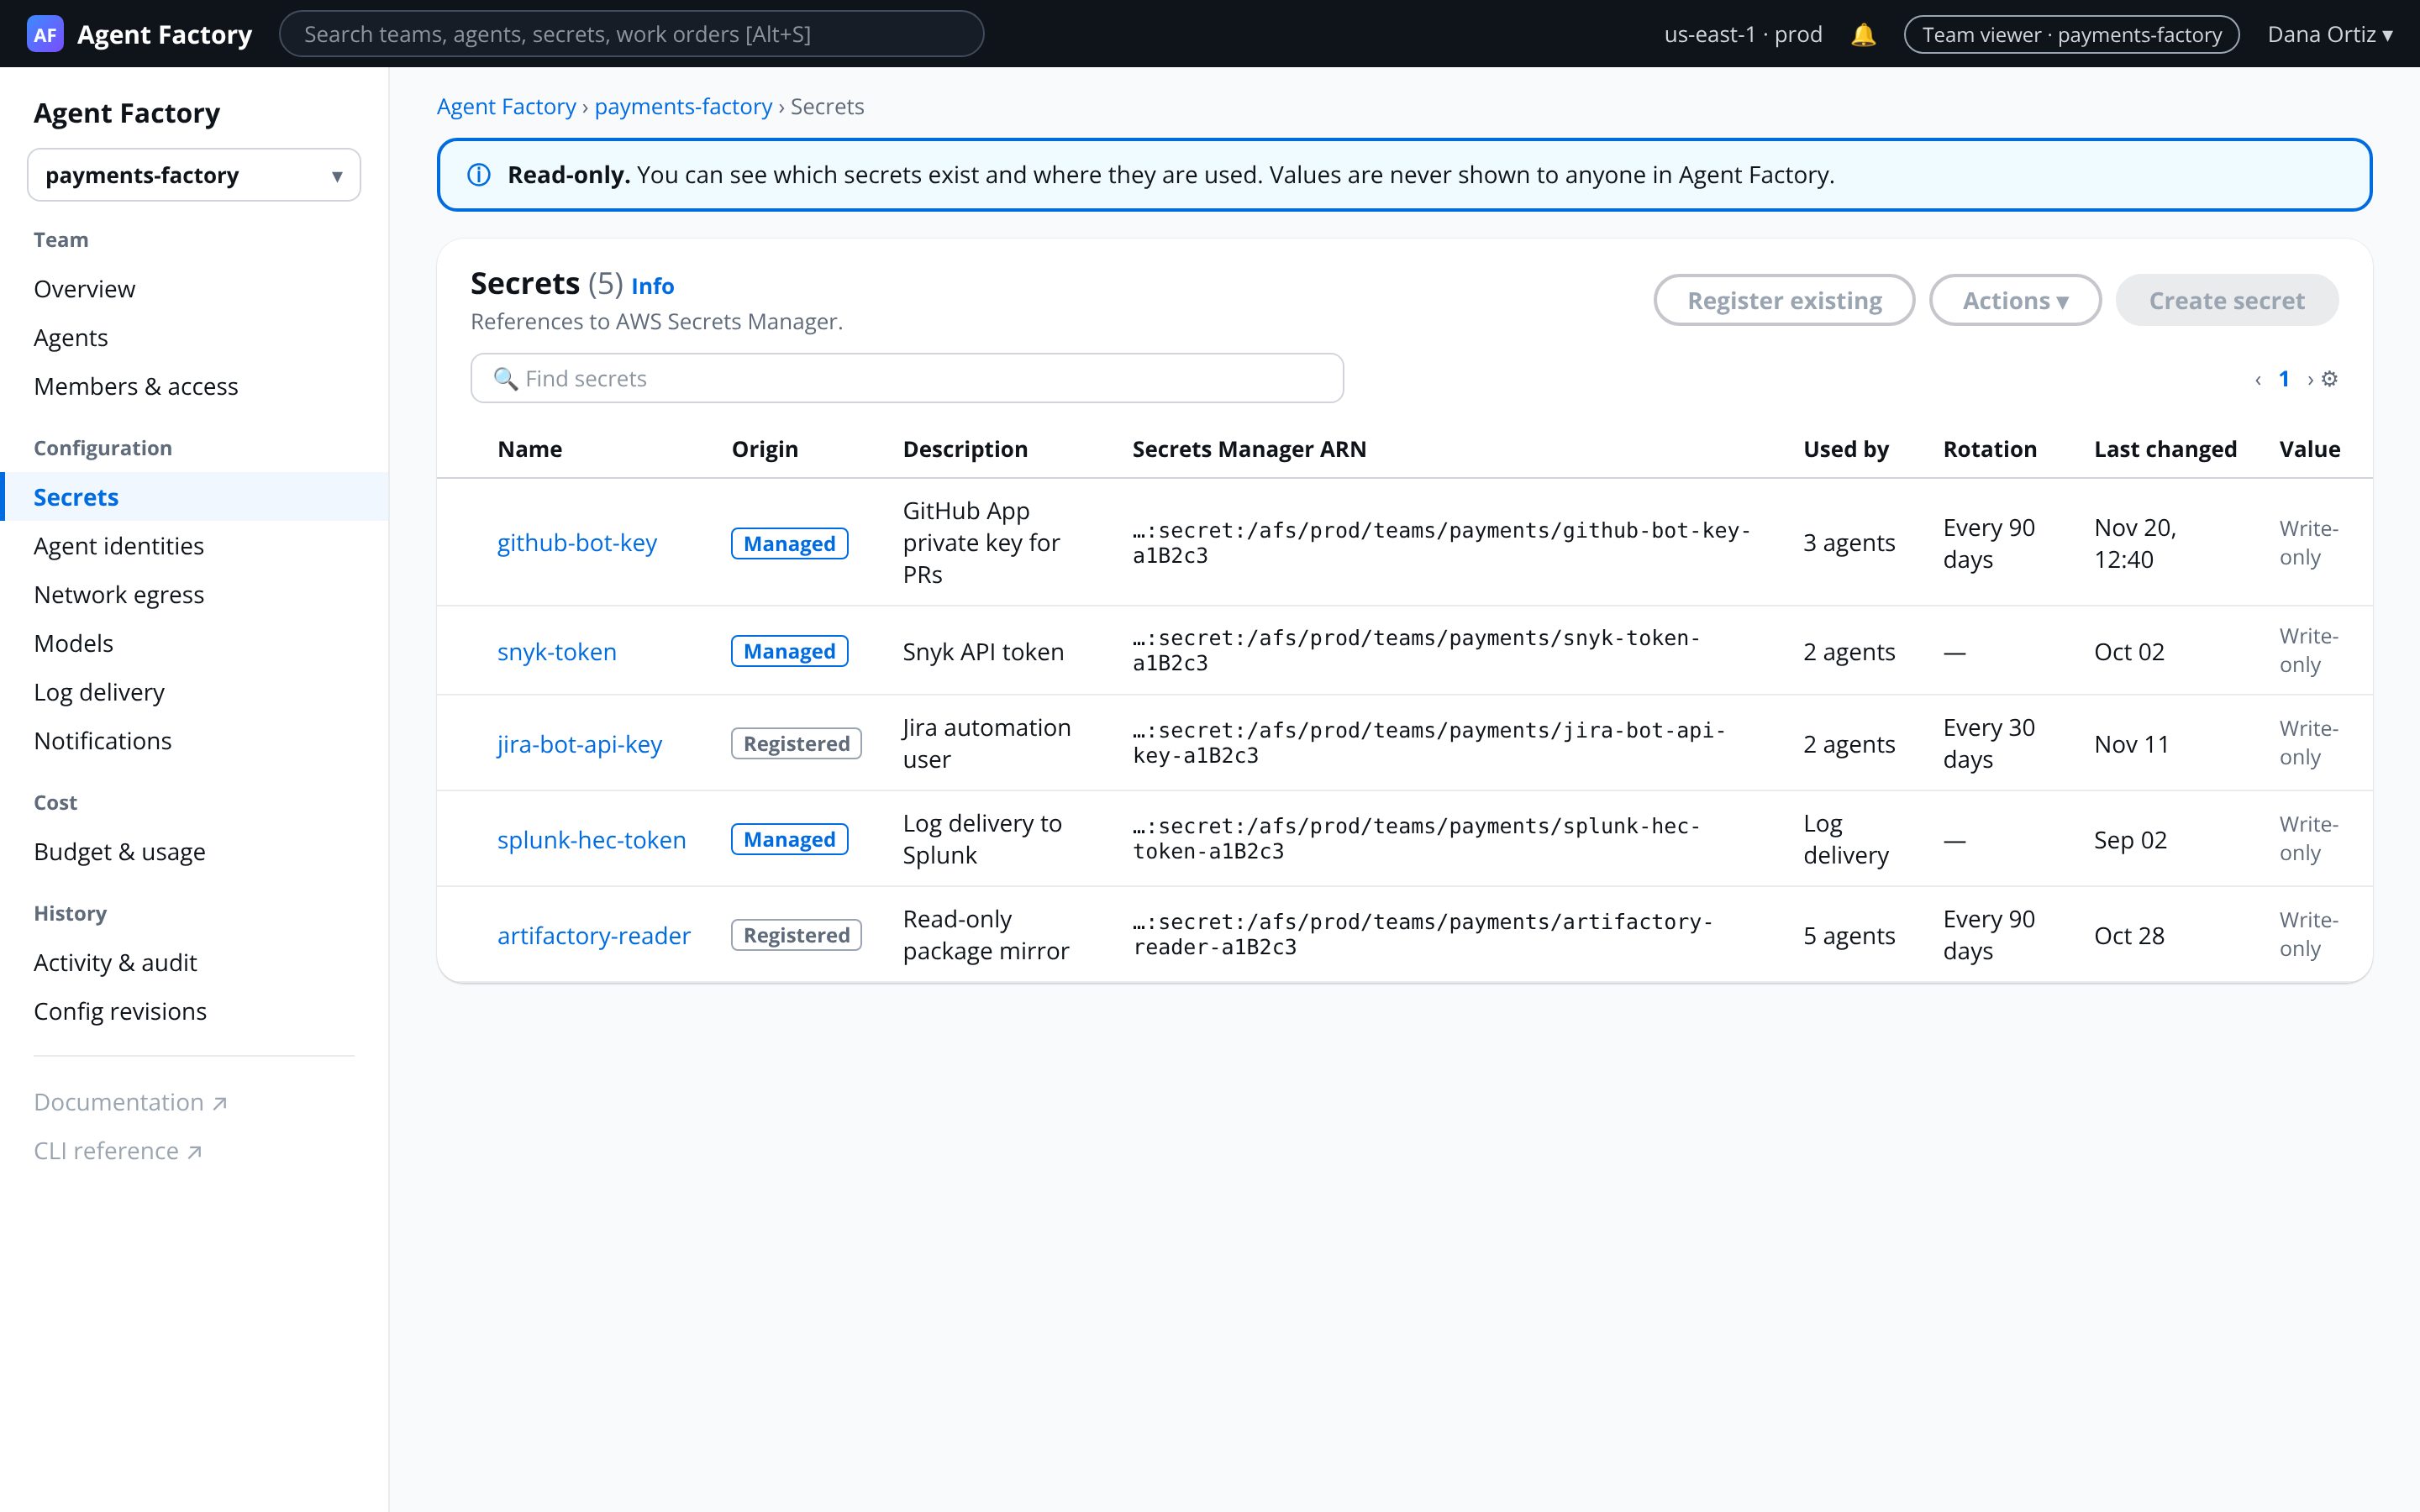 AF Agent Factory
Search teams, agents, secrets, work orders [Alt+S]
us-east-1 · prod
Team viewer · payments-factory
Dana Ortiz ▾
Agent Factory
payments-factory ▾
Team
Overview
Agents
Members & access
Configuration
Secrets
Agent identities
Network egress
Models
Log delivery
Notifications
Cost
Budget & usage
History
Activity & audit
Config revisions
Documentation ↗
CLI reference ↗
Agent Factory › payments-factory › Secrets
Read-only. You can see which secrets exist and where they are used. Values are never shown to anyone in Agent Factory.
Secrets (5) Info
References to AWS Secrets Manager.
Register existing
Actions ▾
Create secret
Find secrets
‹ 1 ›
Name Origin Description Secrets Manager ARN Used by Rotation Last changed Value
github-bot-key
Managed
GitHub App
private key for
PRs
…:secret:/afs/prod/teams/payments/github-bot-key-
a1B2c3
3 agents
Every 90
days
Nov 20,
12:40
Write-
only
snyk-token
Managed
Snyk API token
…:secret:/afs/prod/teams/payments/snyk-token-
a1B2c3
2 agents
—
Oct 02
Write-
only
jira-bot-api-key
Registered
Jira automation
user
…:secret:/afs/prod/teams/payments/jira-bot-api-
key-a1B2c3
2 agents
Every 30
days
Nov 11
Write-
only
splunk-hec-token
Managed
Log delivery to
Splunk
…:secret:/afs/prod/teams/payments/splunk-hec-
token-a1B2c3
Log
delivery
—
Sep 02
Write-
only
artifactory-reader
Registered
Read-only
package mirror
…:secret:/afs/prod/teams/payments/artifactory-
reader-a1B2c3
5 agents
Every 90
days
Oct 28
Write-
only